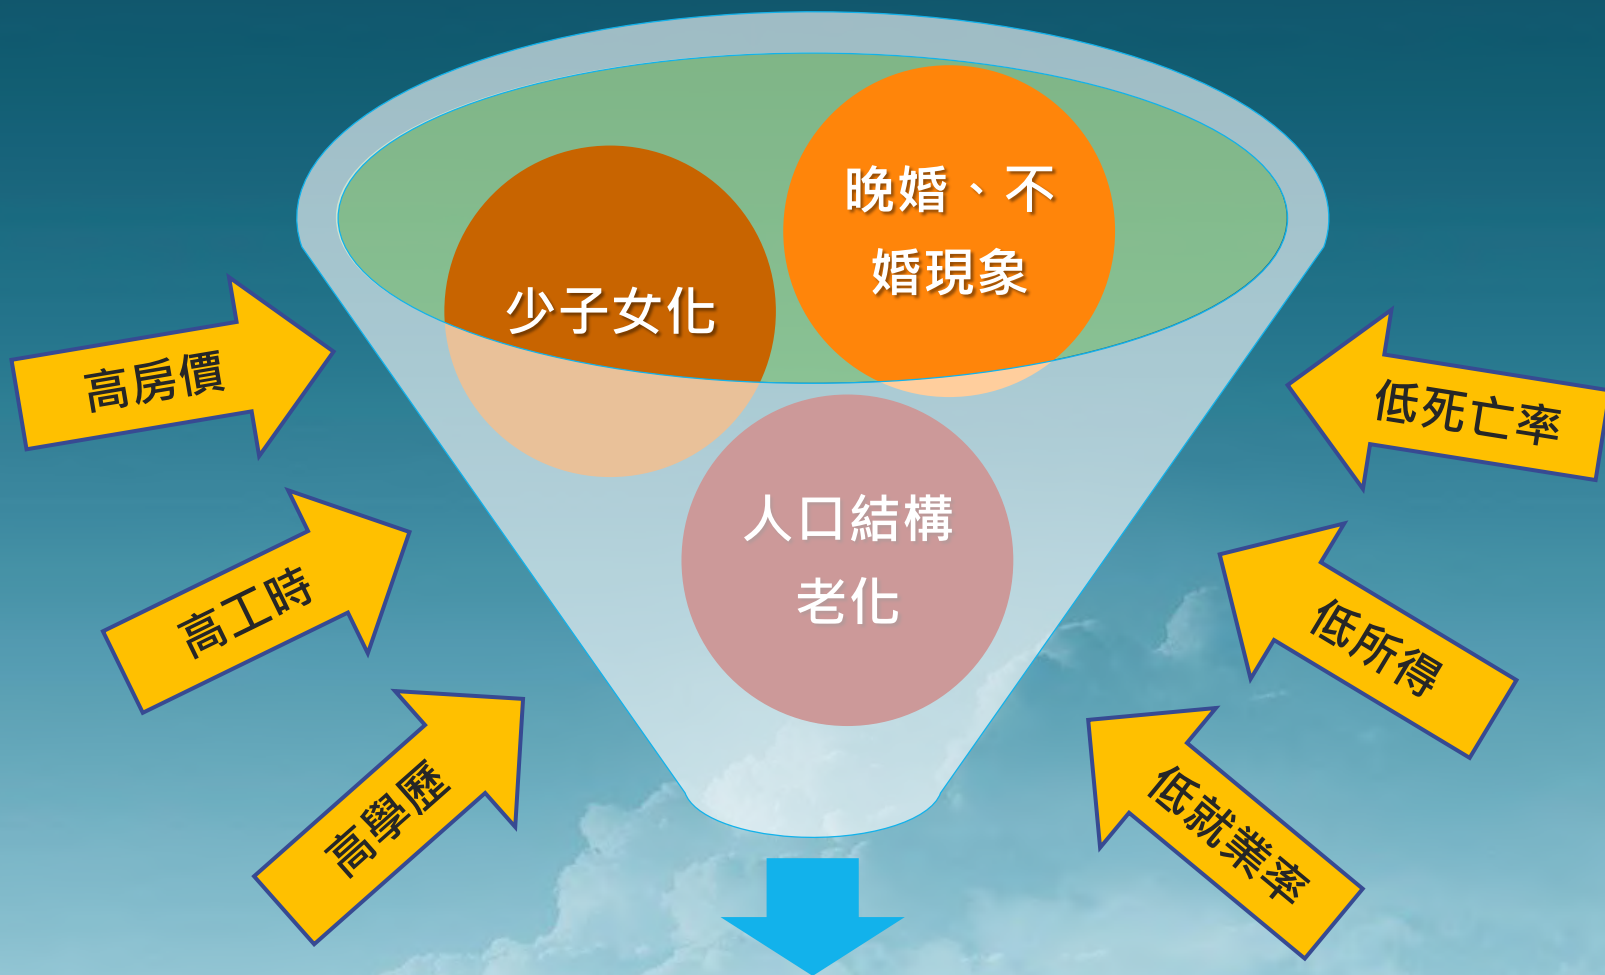 晚婚、不
婚現象
少子女化
人口結構
老化
高房價
高工時
高學歷
低死亡率
低所得
低就業率